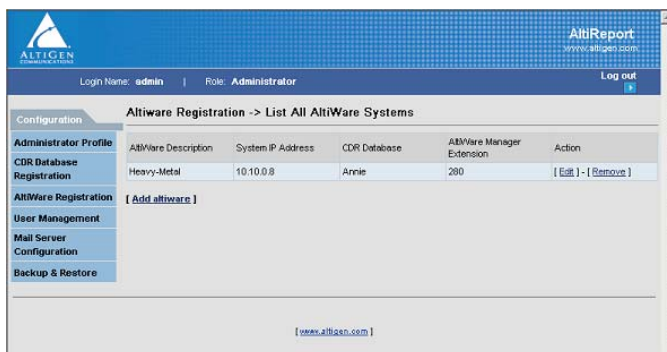 ALTIGEN
COMMUNICATIONS
AltiReport
www.altigen.com
Login Name: admin | Role: Administrator
Log out
Configuration
Administrator Profile
CDR Database
Registration
AltiWare Registration
User Management
Mail Server
Configuration
Backup & Restore
Altiware Registration -> List All AltiWare Systems
AltiWare Description System IP Address CDR Database AltiWare Manager Extension Action
Heavy-Metal 10.10.0.8 Annie 280 [ Edit ] - [ Remove ]
[ Add altiware ]
[ www.altigen.com ]